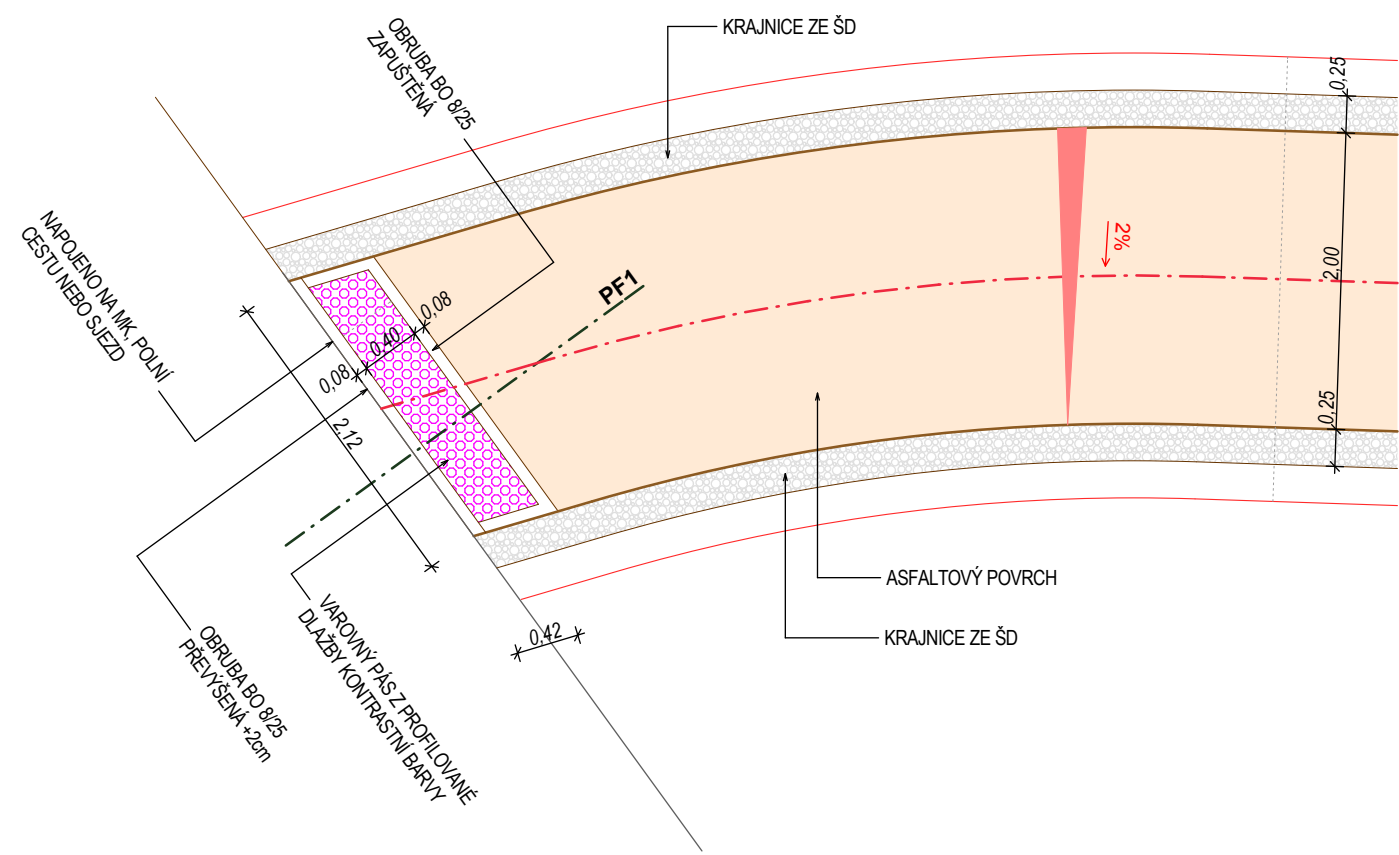 KRAJNICE ZE ŠD
OBRUBA BO 8/25
ZAPUŠTĚNÁ
0,25
NAPOJENO NA MK, POLNÍ
CESTU NEBO SJEZD
2%
2,00
PF1
0,08
0,40
0,08
2,12
0,25
ASFALTOVÝ POVRCH
KRAJNICE ZE ŠD
0,42
OBRUBA BO 8/25
PŘEVÝŠENÁ +2cm
VAROVNÝ PÁS Z PROFILOVANÉ
DLAŽBY KONTRASTNÍ BARVY